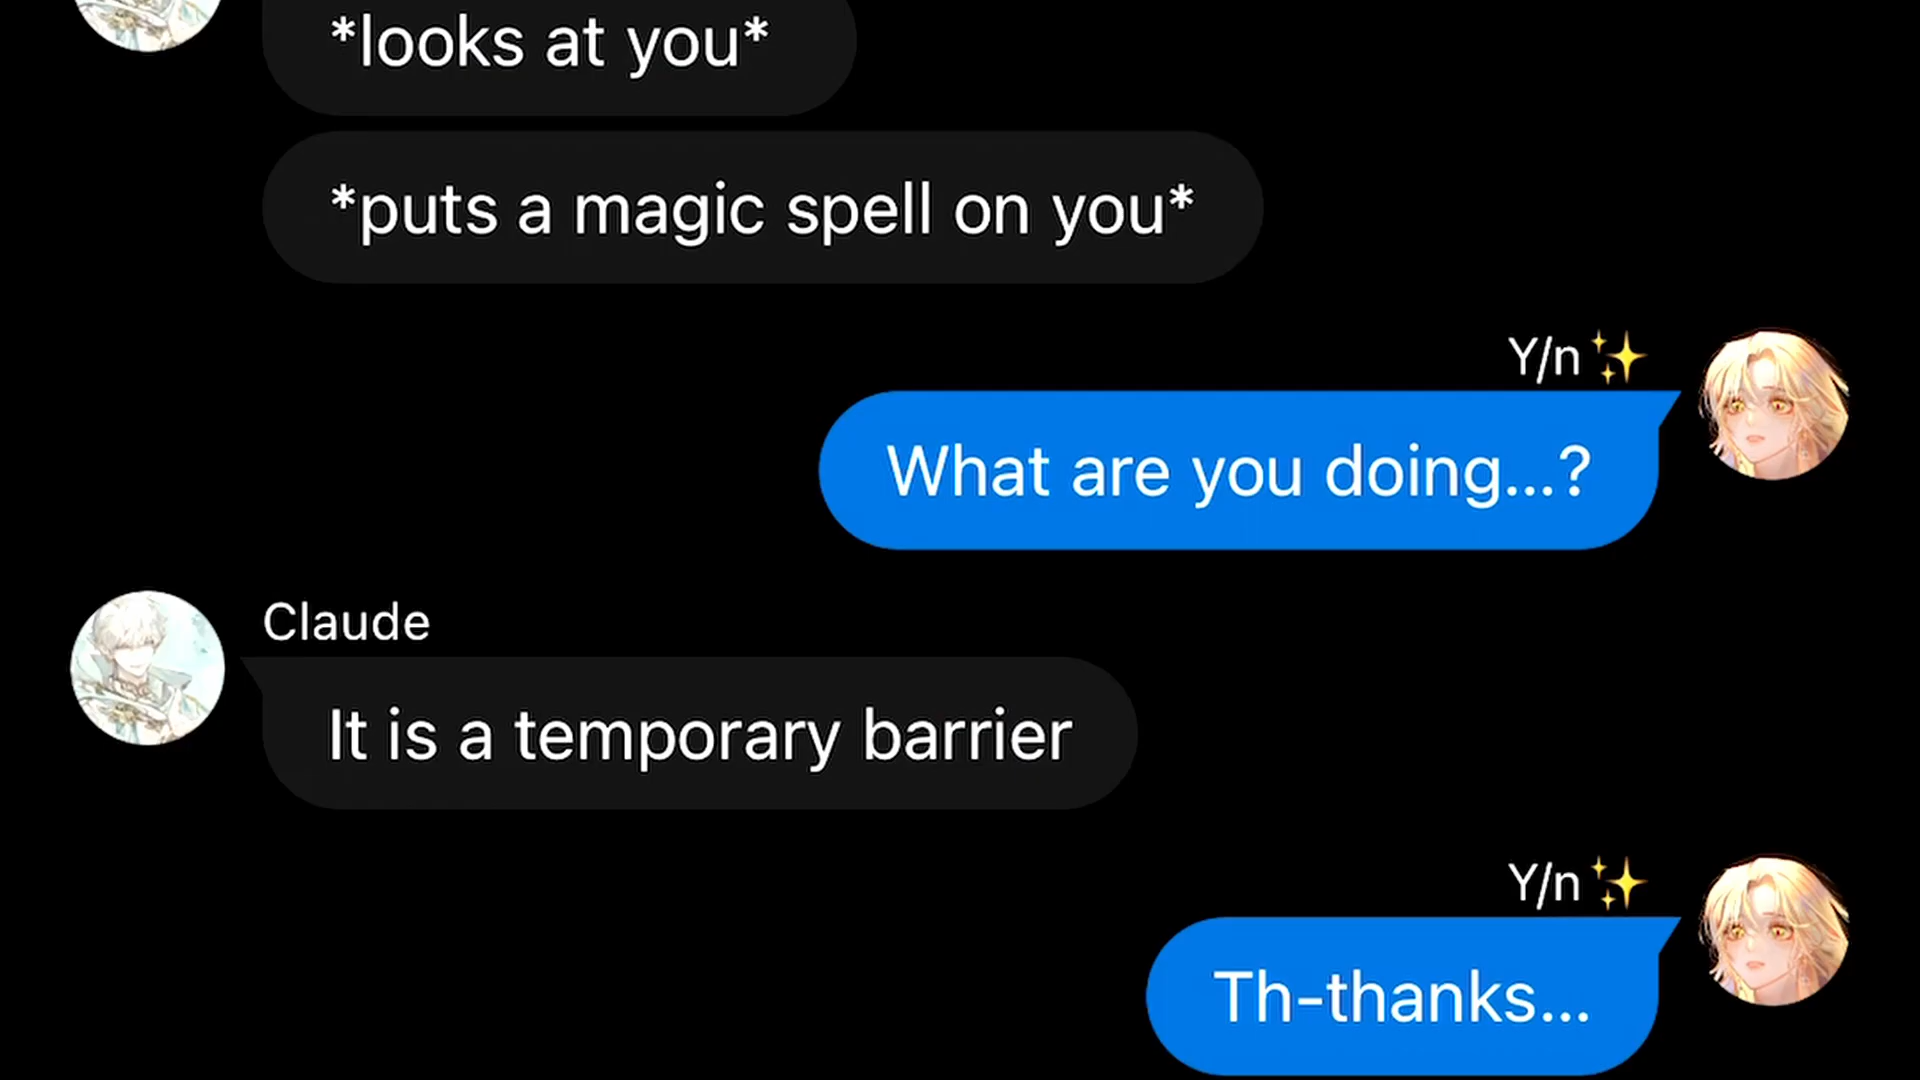 *looks at you*
*puts a magic spell on you*
Y/n✨
What are you doing...?
Claude
It is a temporary barrier
Y/n✨
Th-thanks...